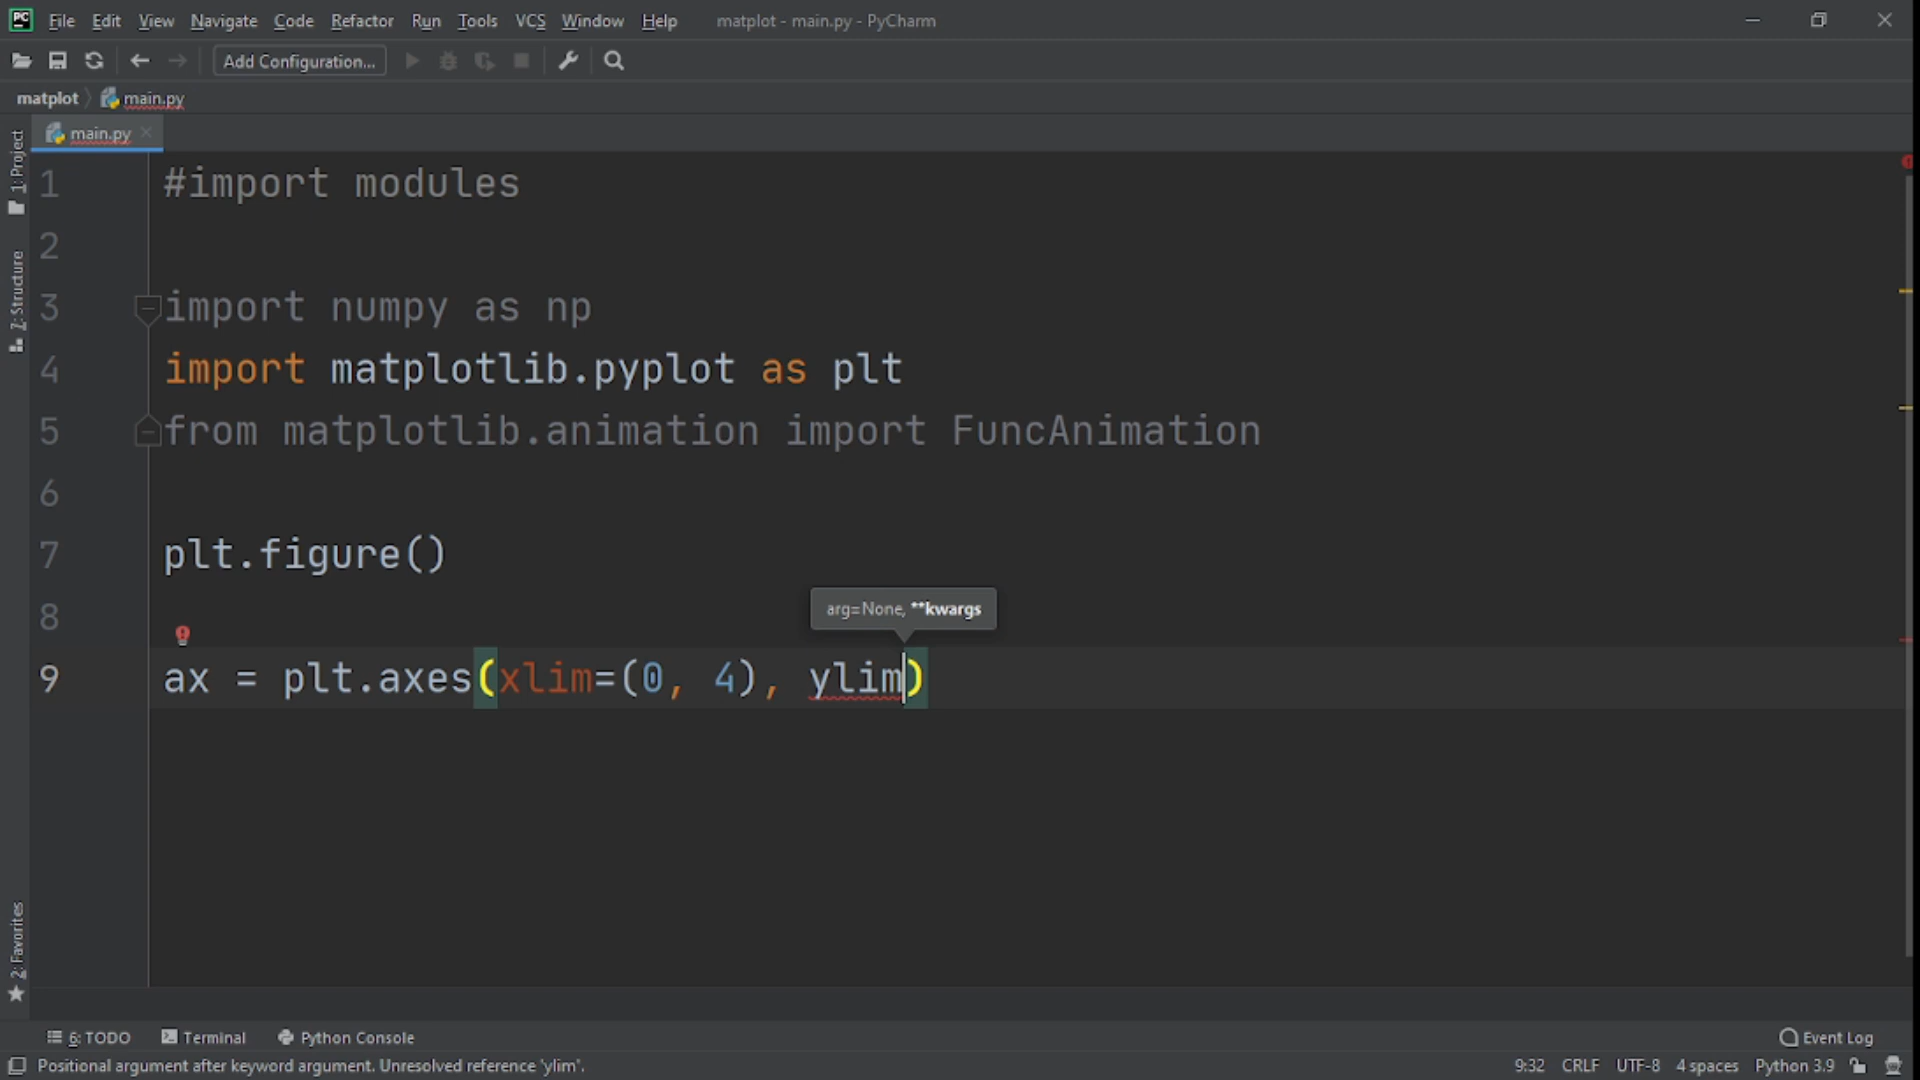 PC File Edit View Navigate Code Refactor Run Tools VCS Window Help matplot - main.py - PyCharm
Add Configuration...
matplot main.py
main.py
1: Project
Z: Structure
2: Favorites
1 #import modules
2
3 import numpy as np
4 import matplotlib.pyplot as plt
5 from matplotlib.animation import FuncAnimation
6
7 plt.figure()
8
arg=None, **kwargs
9 ax = plt.axes(xlim=(0, 4), ylim)
6: TODO Terminal Python Console Event Log
Positional argument after keyword argument. Unresolved reference 'ylim'. 9:32 CRLF UTF-8 4 spaces Python 3.9